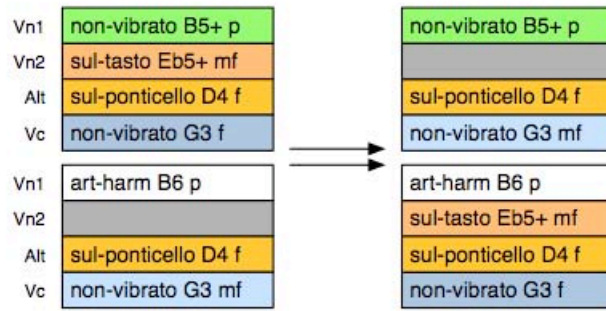 Vn1 non-vibrato B5+ p non-vibrato B5+ p
Vn2 sul-tasto Eb5+ mf
Alt sul-ponticello D4 f sul-ponticello D4 f
Vc non-vibrato G3 f non-vibrato G3 mf
Vn1 art-harm B6 p art-harm B6 p
Vn2 sul-tasto Eb5+ mf
Alt sul-ponticello D4 f sul-ponticello D4 f
Vc non-vibrato G3 mf non-vibrato G3 f